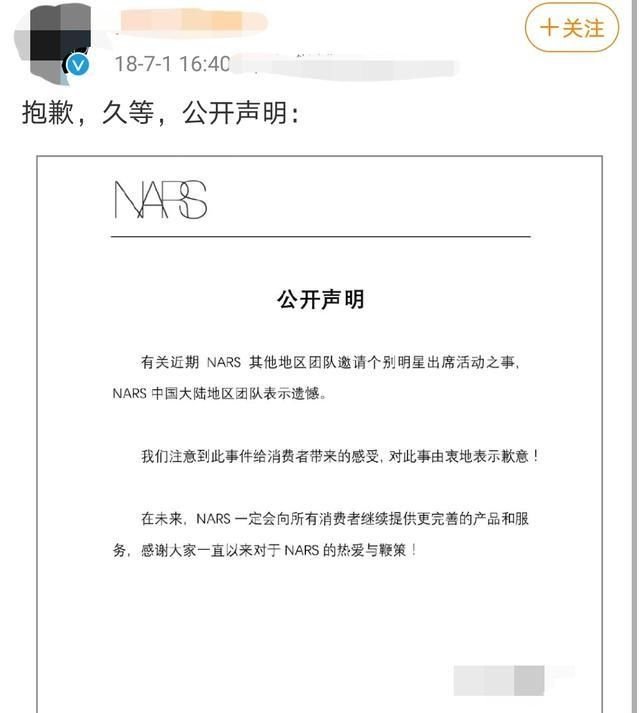 +关注
18-7-1 16:40
抱歉，久等，公开声明：
NARS
公开声明
有关近期 NARS 其他地区团队邀请个别明星出席活动之事，
NARS 中国大陆地区团队表示遗憾。
我们注意到此事件给消费者带来的感受，对此事由衷地表示歉意！
在未来，NARS 一定会向所有消费者继续提供更完善的产品和服
务，感谢大家一直以来对于 NARS 的热爱与鞭策！